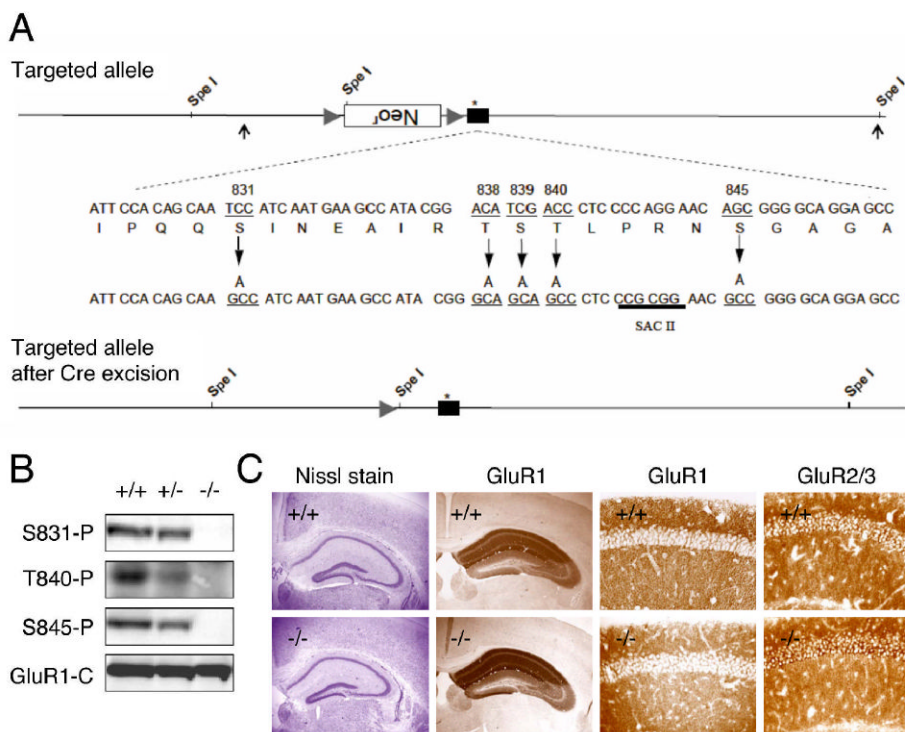 A
Targeted allele
Spe I
Spe I
Spe I
Neoʳ
*
831 838 839 840 845
ATT CCA CAG CAA TCC ATC AAT GAA GCC ATA CGG ACA TCG ACC CTC CCC AGG AAC AGC GGG GCA GGA GCC
I P Q Q S I N E A I R T S T L P R N S G A G A
A A A A A
ATT CCA CAG CAA GCC ATC AAT GAA GCC ATA CGG GCA GCA GCC CTC CCG CGG AAC GCC GGG GCA GGA GCC
SAC II
Targeted allele
after Cre excision
Spe I
Spe I
*
Spe I
B
+/+ +/- -/-
S831-P
T840-P
S845-P
GluR1-C
C
Nissl stain GluR1 GluR1 GluR2/3
+/+ +/+ +/+ +/+
-/- -/- -/- -/-